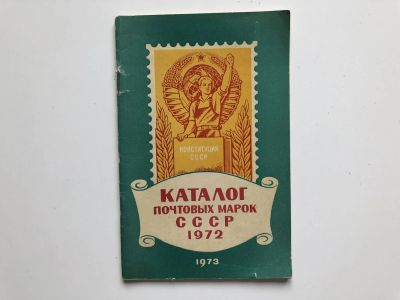 КОНСТИТУЦИЯ
СССР
КАТАЛОГ
ПОЧТОВЫХ МАРОК
СССР
1972
1973